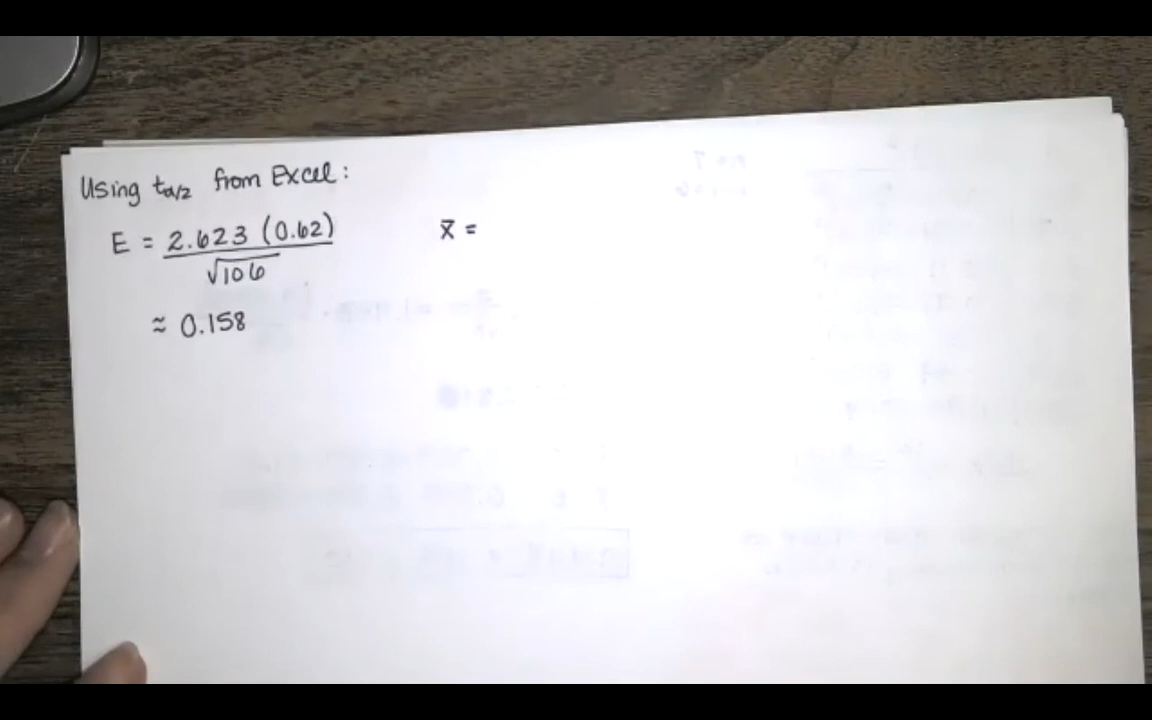 Using tα/2 from Excel:
E = 2.623 (0.62) x̄ =
√106
≈ 0.158